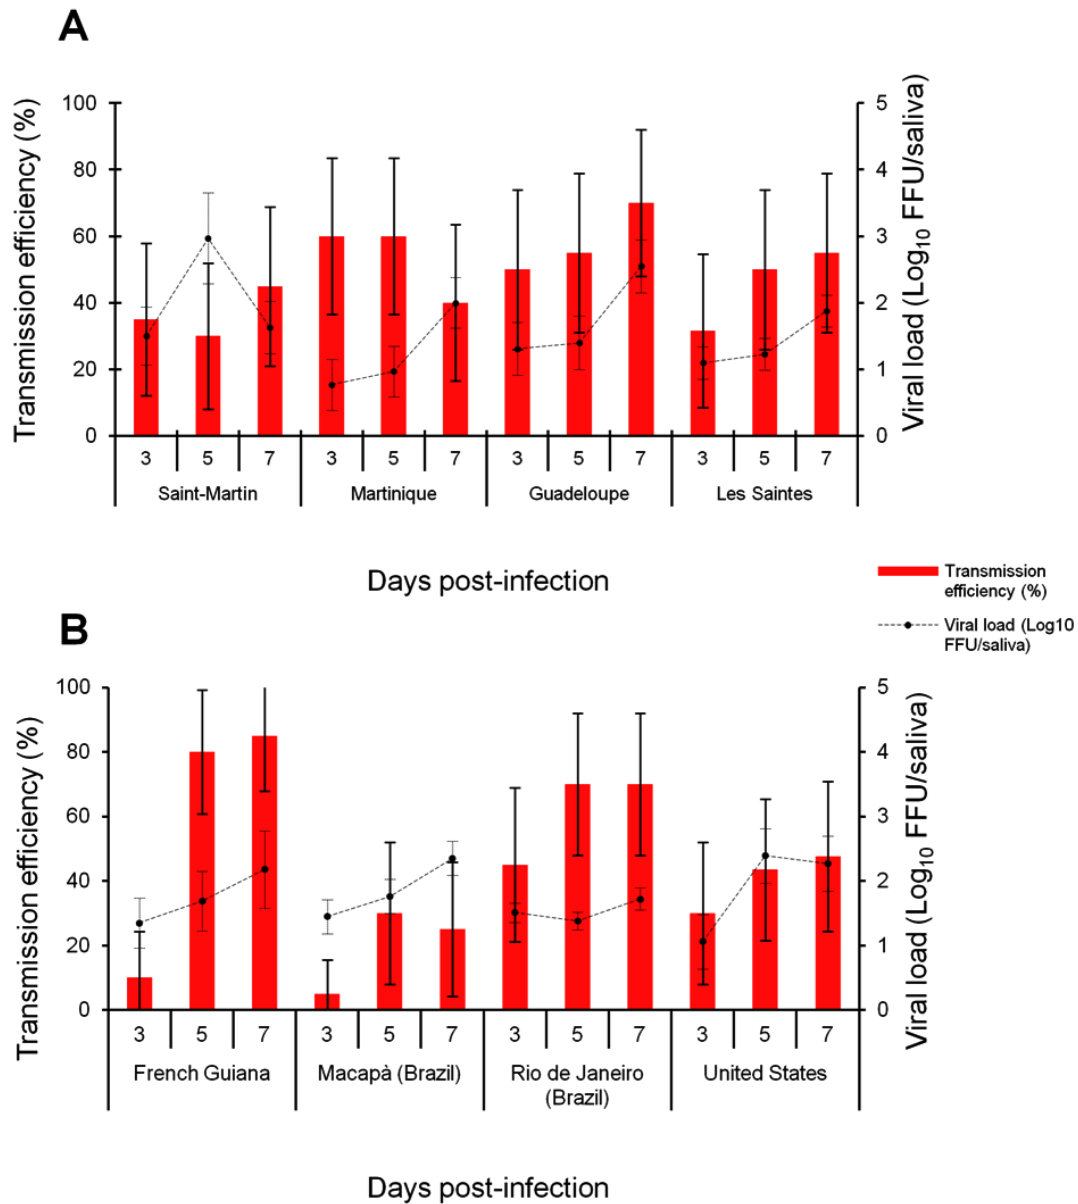 A
Transmission efficiency (%)
100
80
60
40
20
0
5
4
3
2
1
0
Viral load (Log10 FFU/saliva)
3 5 7 3 5 7 3 5 7 3 5 7
Saint-Martin Martinique Guadeloupe Les Saintes
Days post-infection
Transmission
efficiency (%)
Viral load (Log10
FFU/saliva)
B
Transmission efficiency (%)
100
80
60
40
20
0
5
4
3
2
1
0
Viral load (Log10 FFU/saliva)
3 5 7 3 5 7 3 5 7 3 5 7
French Guiana Macapà (Brazil) Rio de Janeiro United States
(Brazil)
Days post-infection